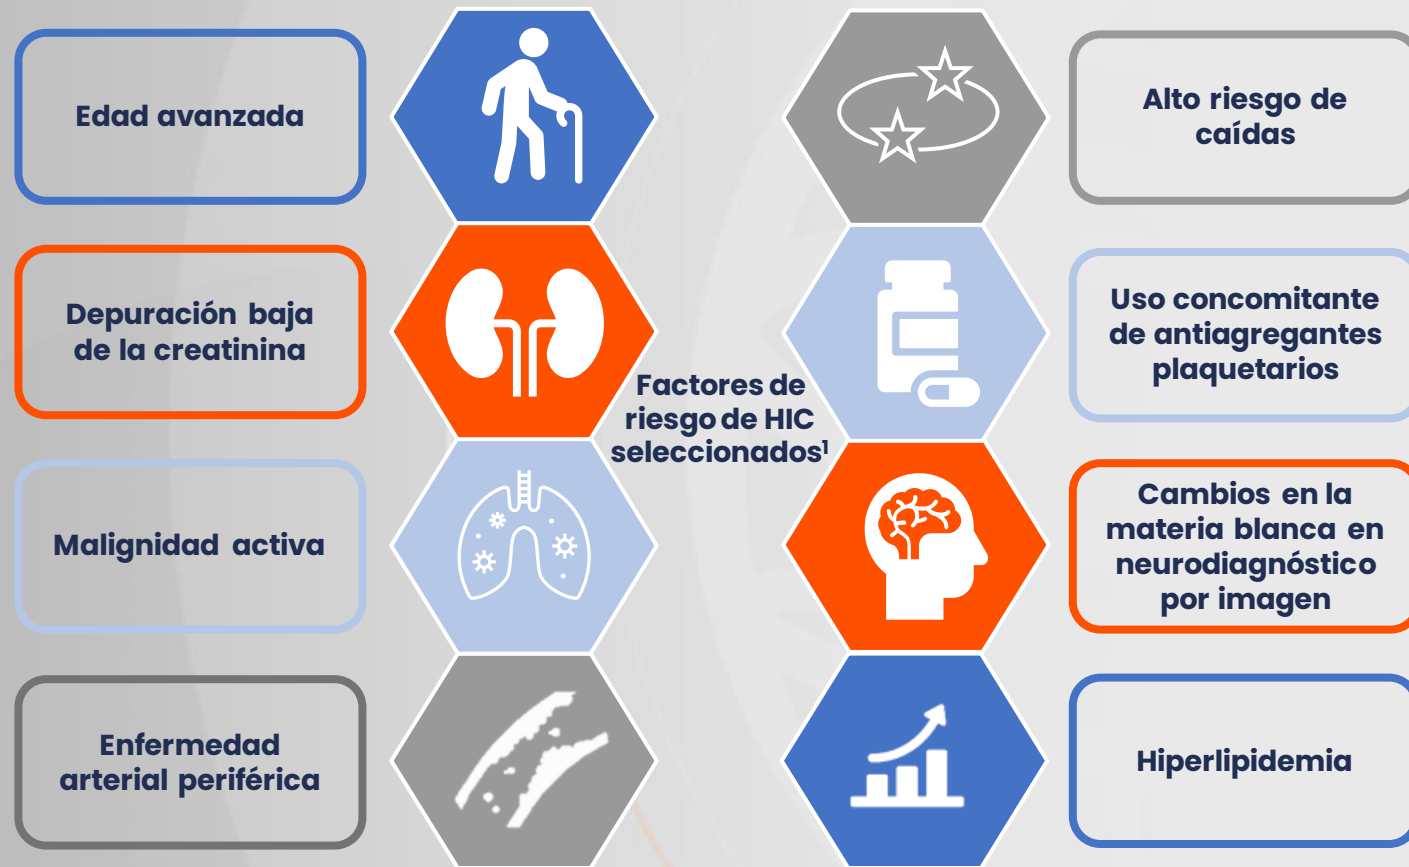 Edad avanzada
Depuración baja
de la creatinina
Malignidad activa
Enfermedad
arterial periférica
Factores de
riesgo de HIC
seleccionados¹
Alto riesgo de
caídas
Uso concomitante
de antiagregantes
plaquetarios
Cambios en la
materia blanca en
neurodiagnóstico
por imagen
Hiperlipidemia